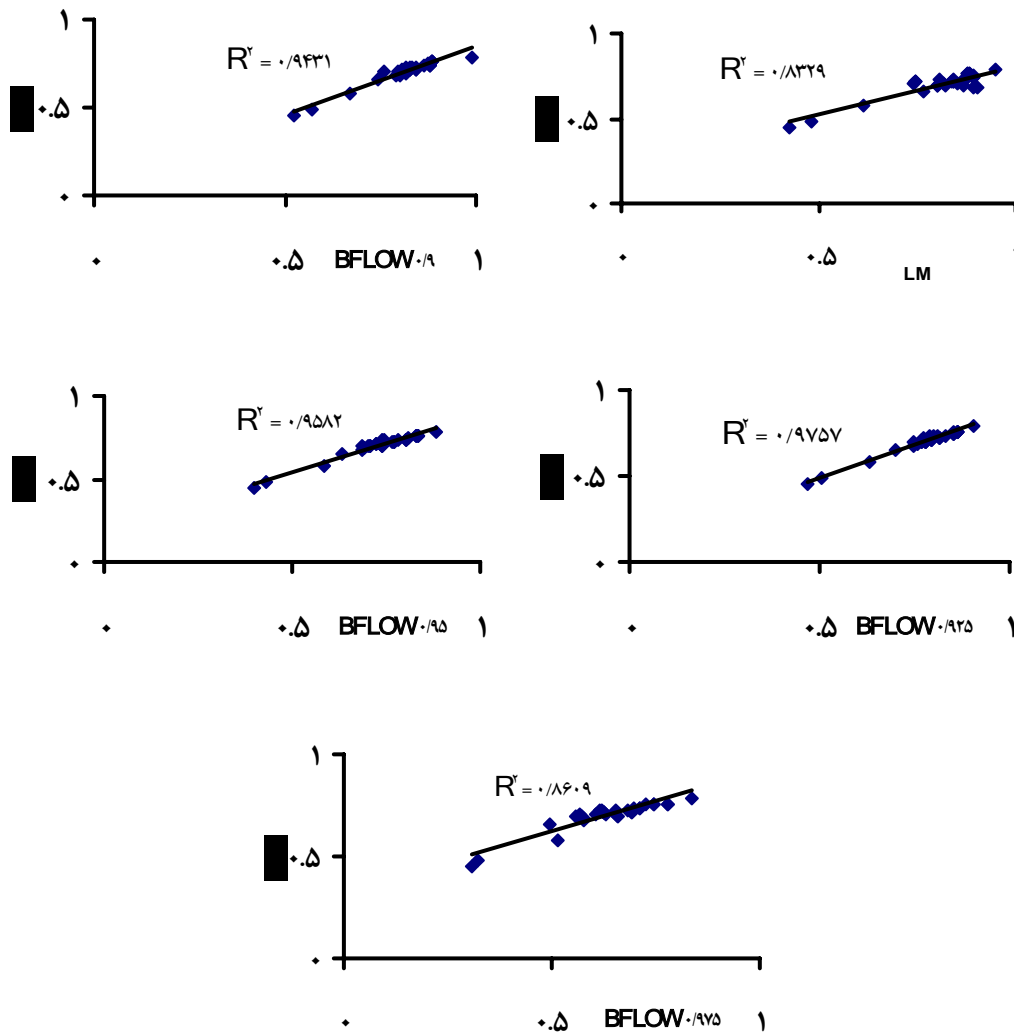 ۱
R۲ = ۰/۹۴۳۱
۰.۵
۰
۰ ۰.۵ ۱
BFLOW۰/۹
۱
R۲ = ۰/۸۳۲۹
۰.۵
۰
۰ ۰.۵
LM
۱
R۲ = ۰/۹۵۸۲
۰.۵
۰
۰ ۰.۵ ۱
BFLOW۰/۹۵
۱
R۲ = ۰/۹۷۵۷
۰.۵
۰
۰ ۰.۵ ۱
BFLOW۰/۹۲۵
۱
R۲ = ۰/۸۶۰۹
۰.۵
۰
۰ ۰.۵ ۱
BFLOW۰/۹۷۵